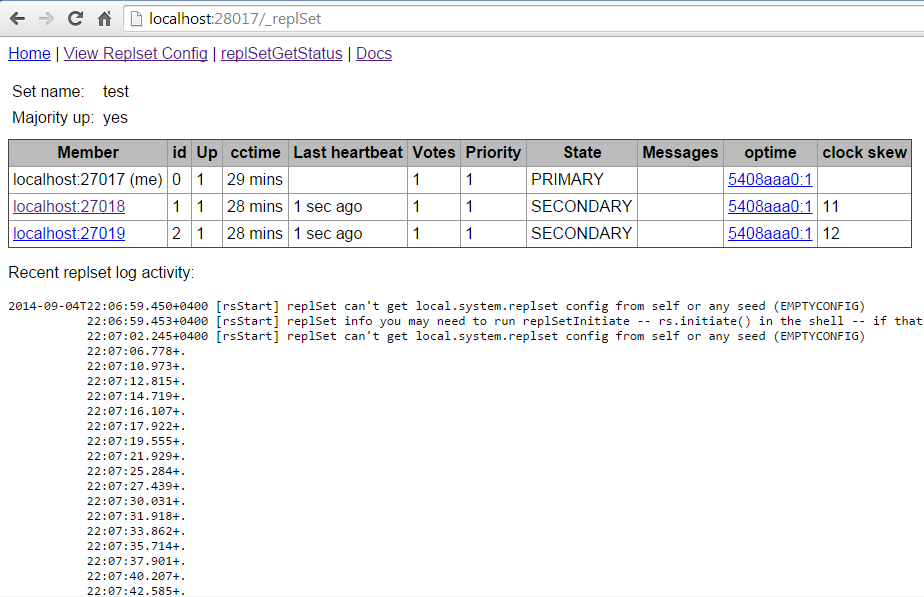 localhost:28017/_replSet
Home | View Replset Config | replSetGetStatus | Docs
Set name: test
Majority up: yes
Member id Up cctime Last heartbeat Votes Priority State Messages optime clock skew
localhost:27017 (me) 0 1 29 mins 1 1 PRIMARY 5408aaa0:1
localhost:27018 1 1 28 mins 1 sec ago 1 1 SECONDARY 5408aaa0:1 11
localhost:27019 2 1 28 mins 1 sec ago 1 1 SECONDARY 5408aaa0:1 12
Recent replset log activity:
2014-09-04T22:06:59.450+0400 [rsStart] replSet can't get local.system.replset config from self or any seed (EMPTYCONFIG)
22:06:59.453+0400 [rsStart] replSet info you may need to run replSetInitiate -- rs.initiate() in the shell -- if that
22:07:02.245+0400 [rsStart] replSet can't get local.system.replset config from self or any seed (EMPTYCONFIG)
22:07:06.778+.
22:07:10.973+.
22:07:12.815+.
22:07:14.719+.
22:07:16.107+.
22:07:17.922+.
22:07:19.555+.
22:07:21.929+.
22:07:25.284+.
22:07:27.439+.
22:07:30.031+.
22:07:31.918+.
22:07:33.862+.
22:07:35.714+.
22:07:37.901+.
22:07:40.207+.
22:07:42.585+.